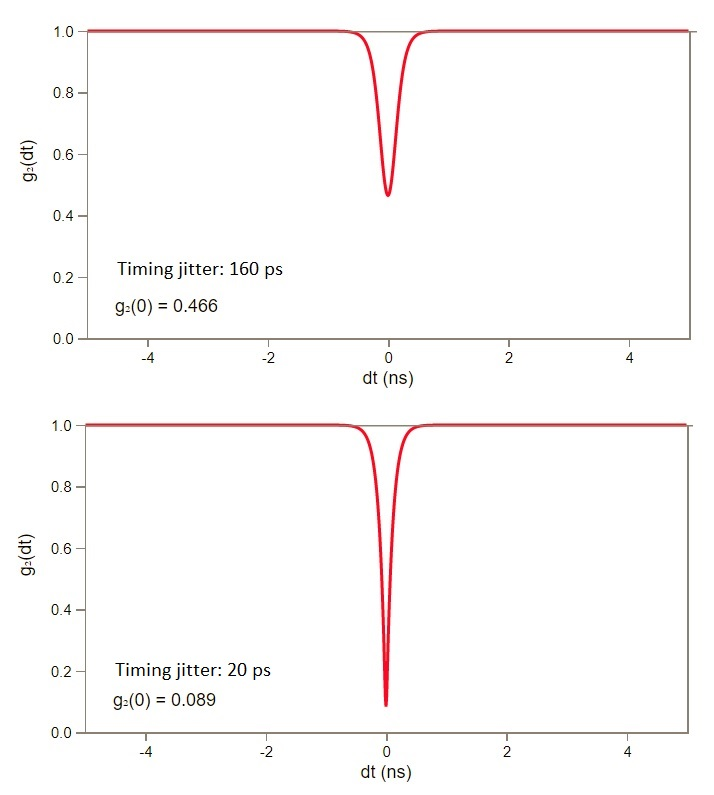 1.0
0.8
0.6
0.4
0.2
0.0
g₂(dt)
Timing jitter: 160 ps
g₂(0) = 0.466
-4 -2 0 2 4
dt (ns)
1.0
0.8
0.6
0.4
0.2
0.0
g₂(dt)
Timing jitter: 20 ps
g₂(0) = 0.089
-4 -2 0 2 4
dt (ns)